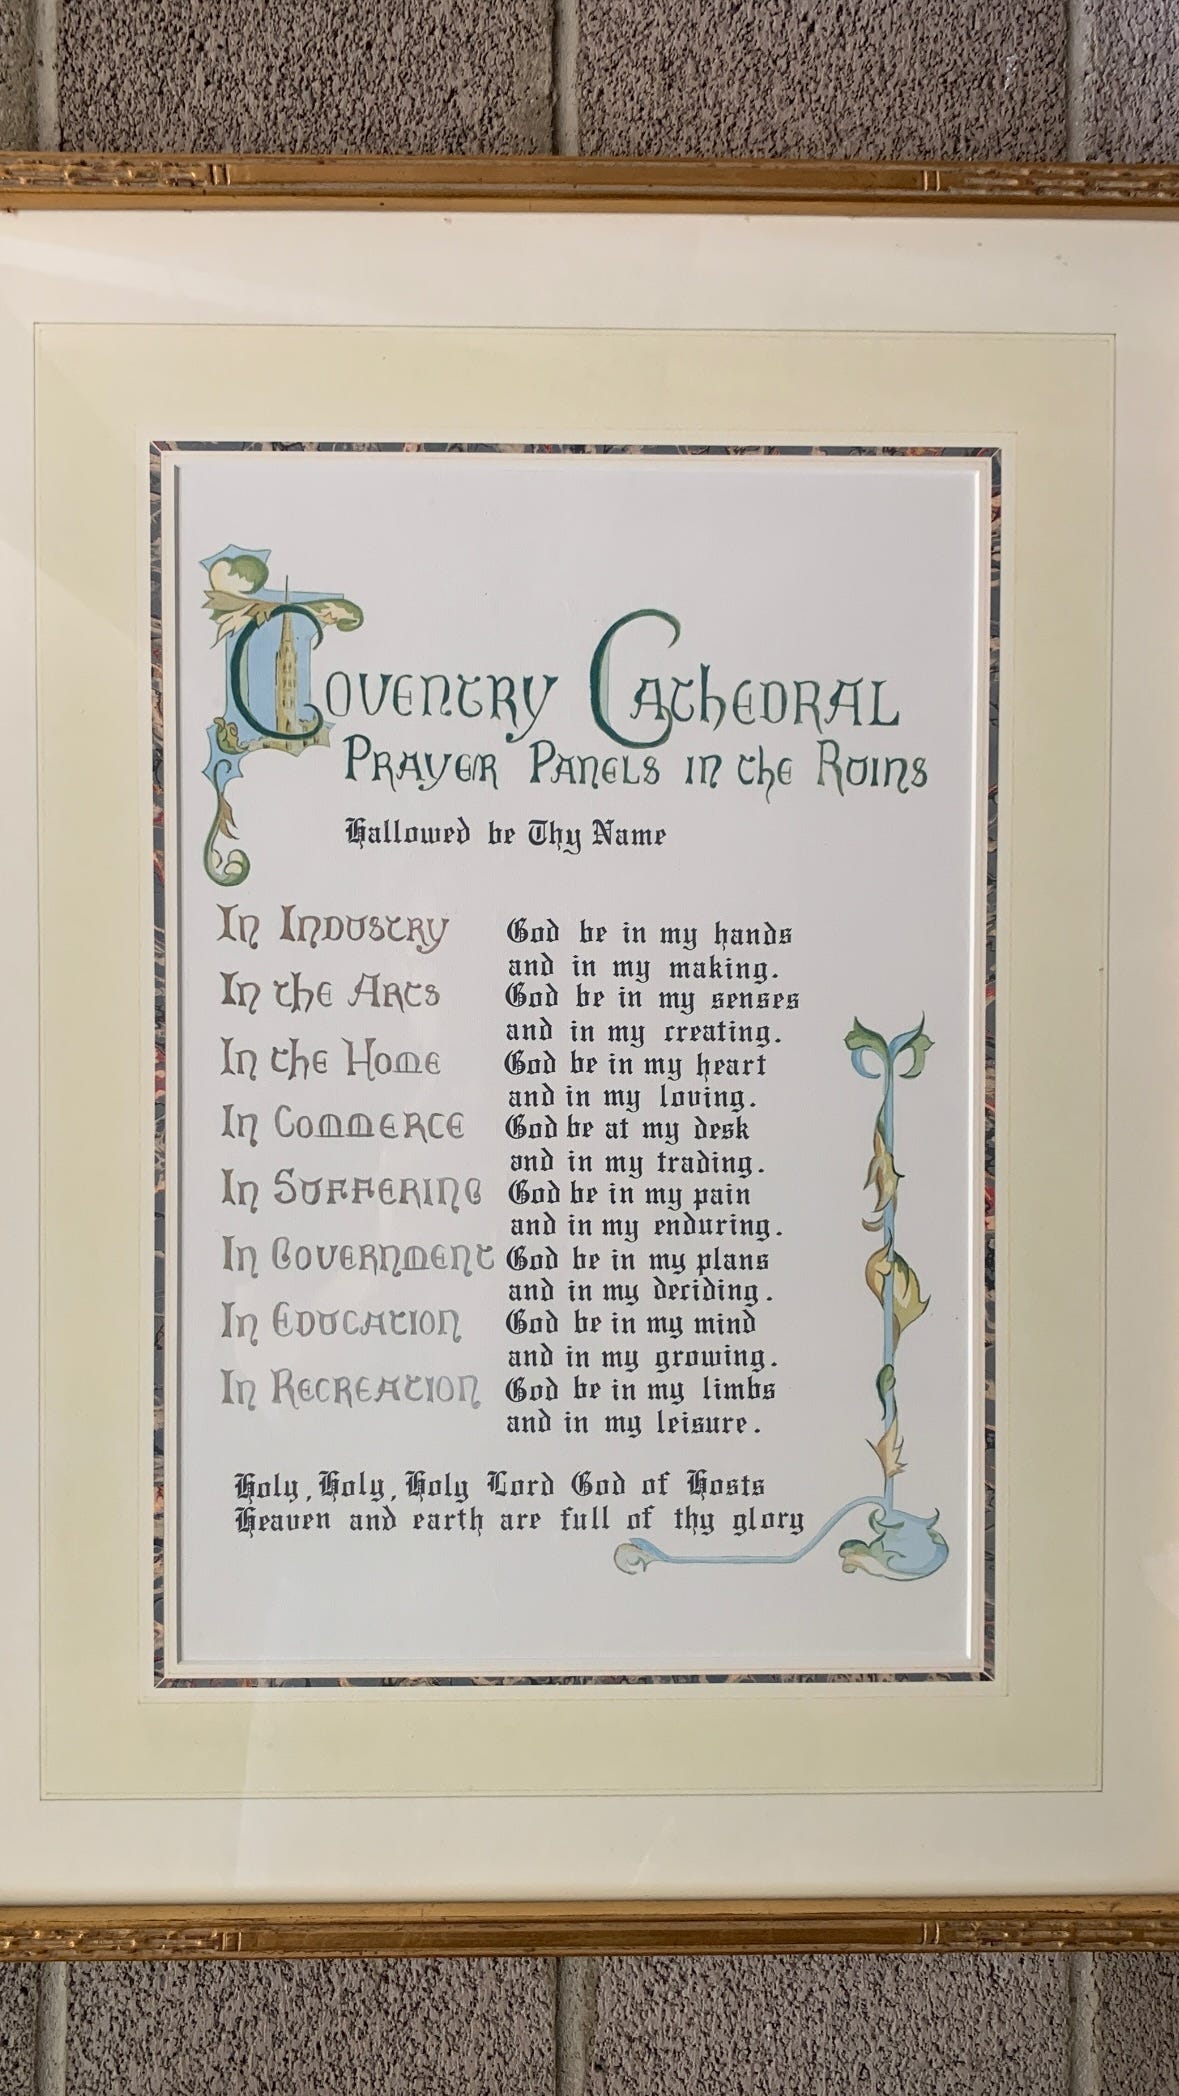 Coventry Cathedral
Prayer Panels in the Ruins
Hallowed be Thy Name
In Industry God be in my hands
and in my making.
In the Arts God be in my senses
and in my creating.
In the Home God be in my heart
and in my loving.
In Commerce God be at my desk
and in my trading.
In Suffering God be in my pain
and in my enduring.
In Government God be in my plans
and in my deciding.
In Education God be in my mind
and in my growing.
In Recreation God be in my limbs
and in my leisure.
Holy, Holy, Holy Lord God of Hosts
Heaven and earth are full of thy glory